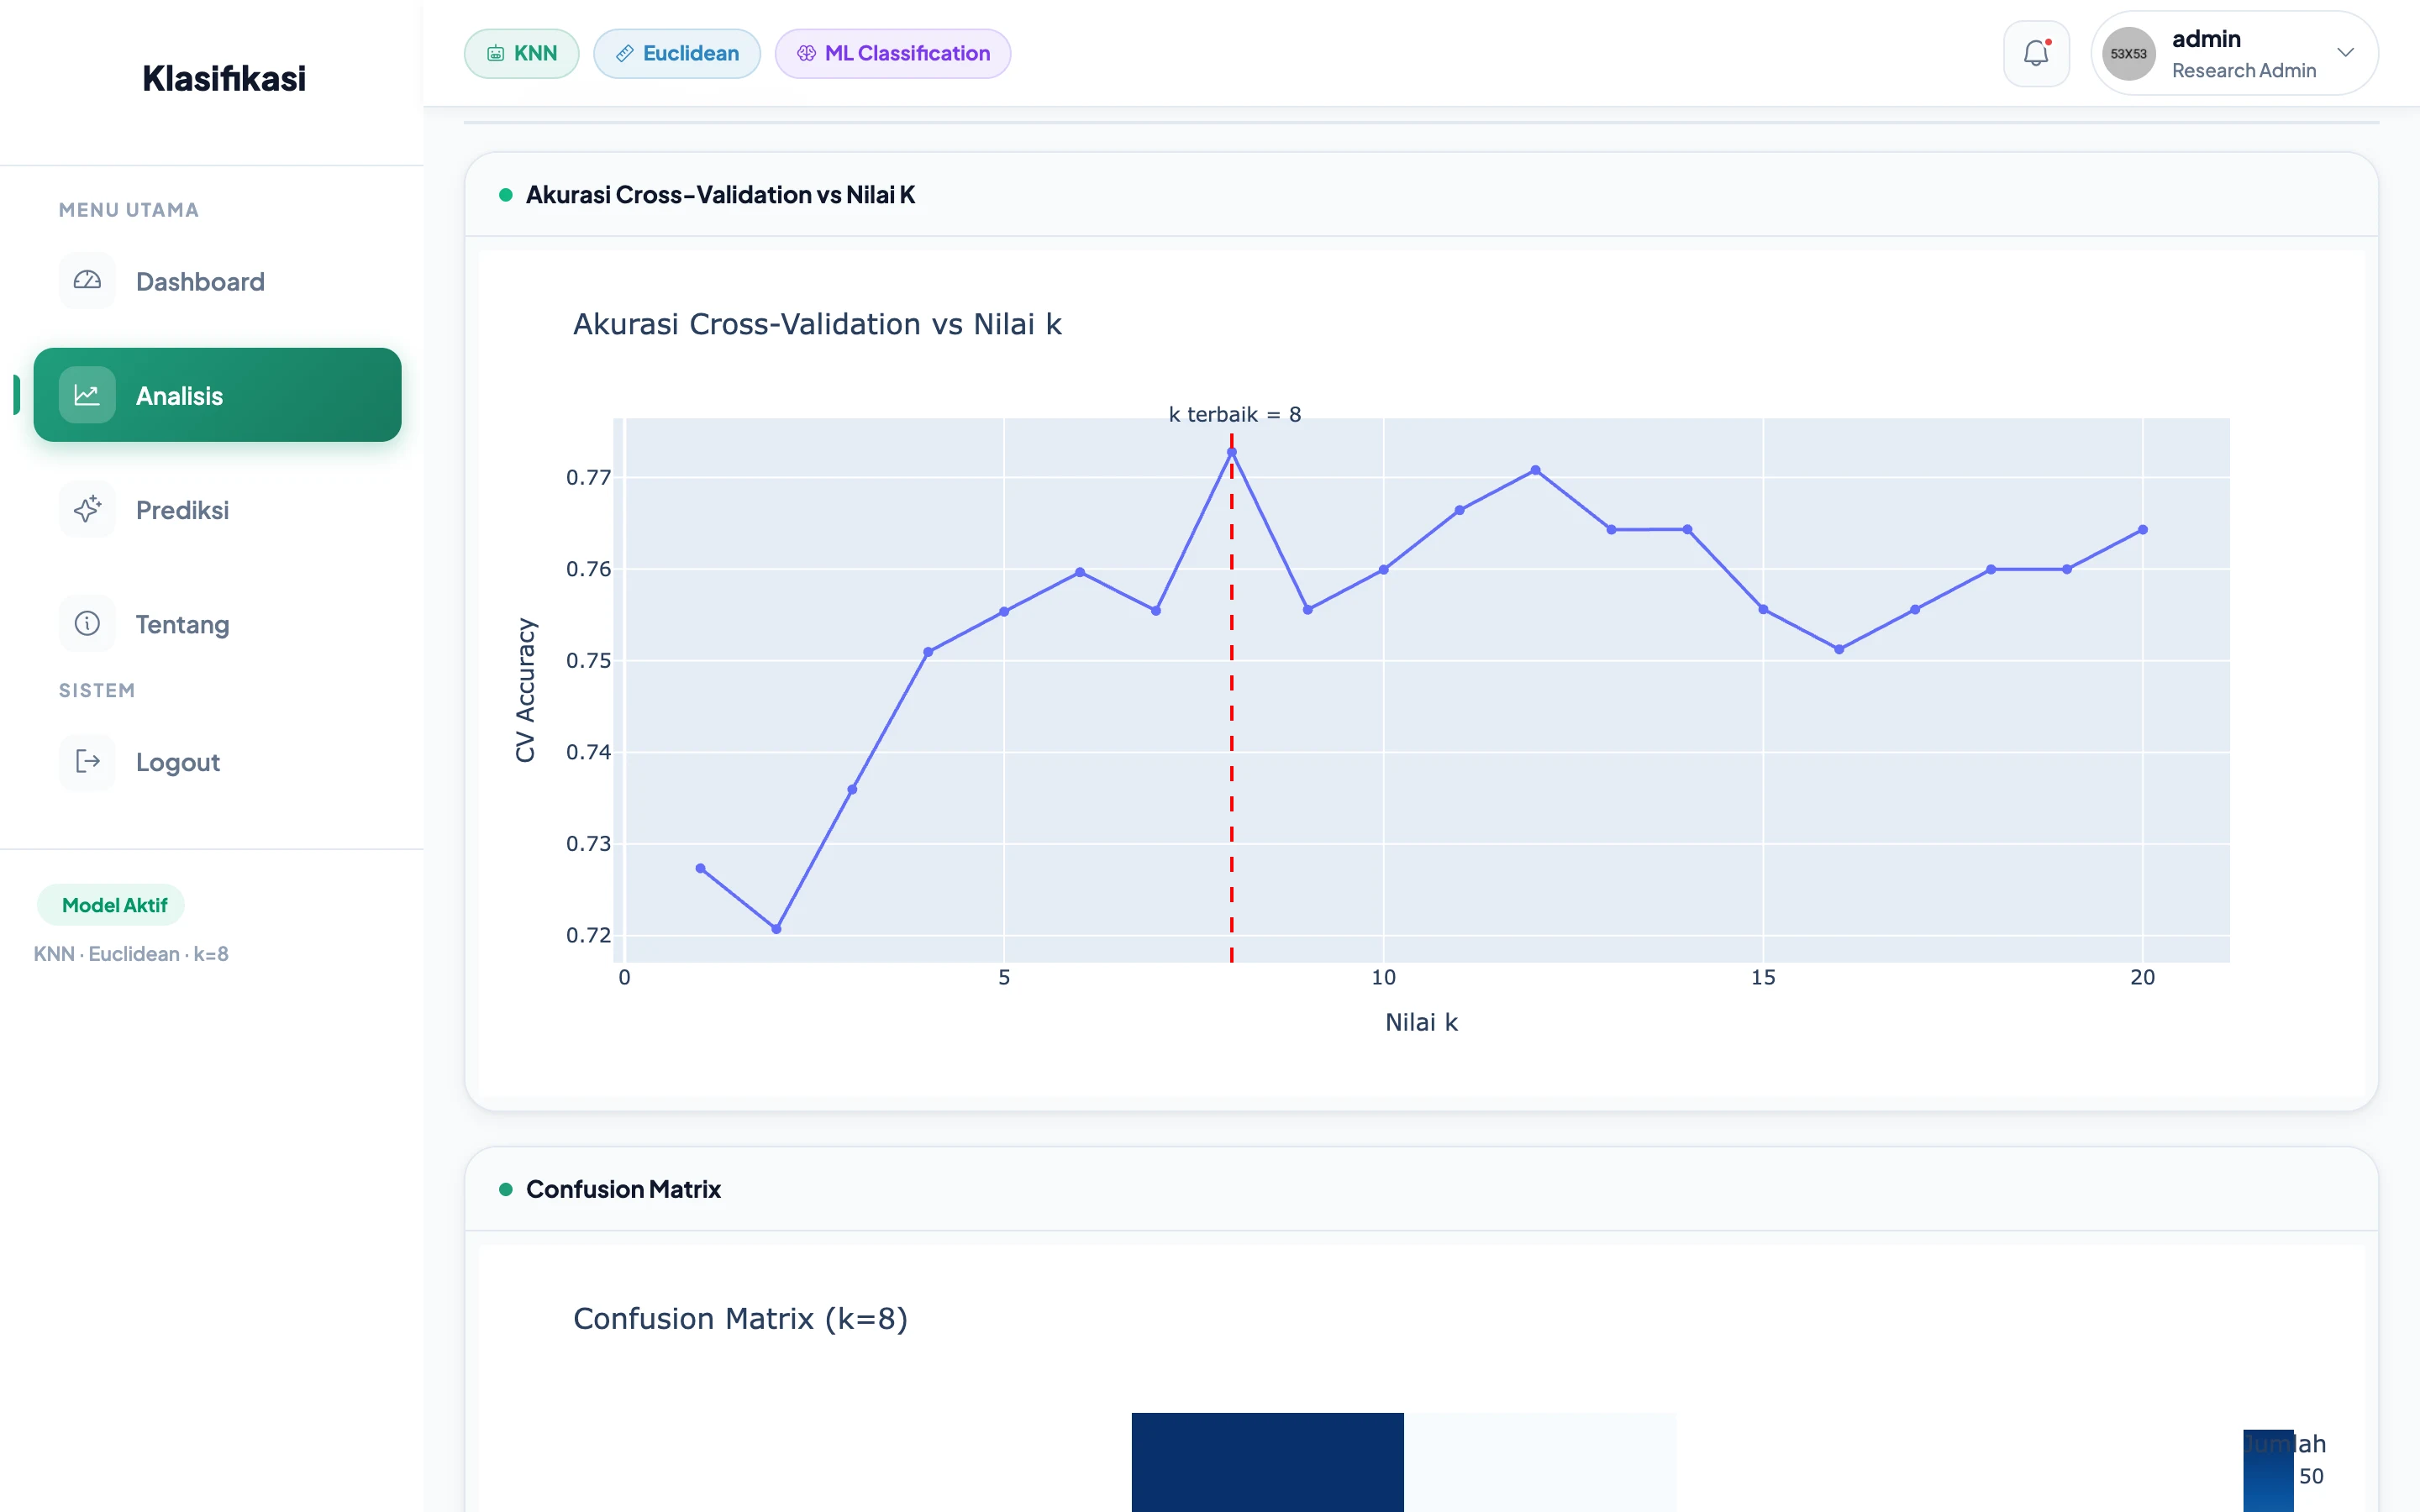 Klasifikasi
MENU UTAMA
Dashboard
Analisis
Prediksi
Tentang
SISTEM
Logout
Model Aktif
KNN · Euclidean · k=8
KNN
Euclidean
ML Classification
53X53
admin
Research Admin
Akurasi Cross-Validation vs Nilai K
Akurasi Cross-Validation vs Nilai k
k terbaik = 8
0.77
0.76
0.75
0.74
0.73
0.72
CV Accuracy
0 5 10 15 20
Nilai k
Confusion Matrix
Confusion Matrix (k=8)
Jumlah
50